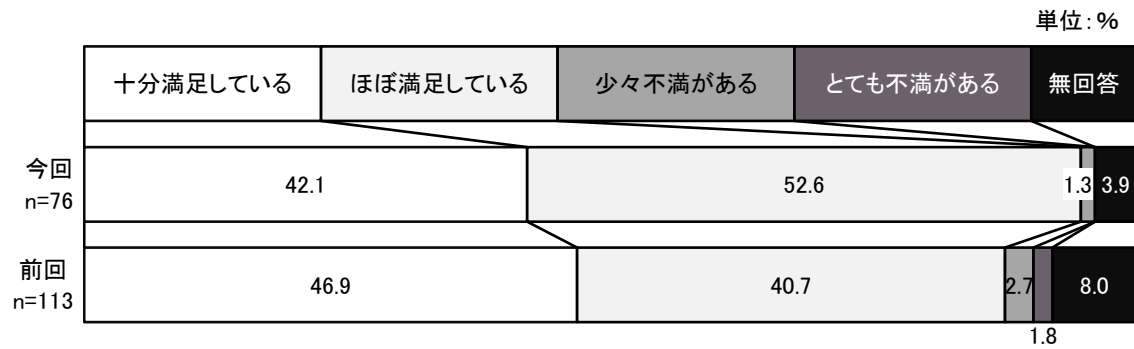 単位:%
十分満足している ほぼ満足している 少々不満がある とても不満がある 無回答
今回
n=76
42.1 52.6 1.3 3.9
前回
n=113
46.9 40.7 2.7 8.0
1.8